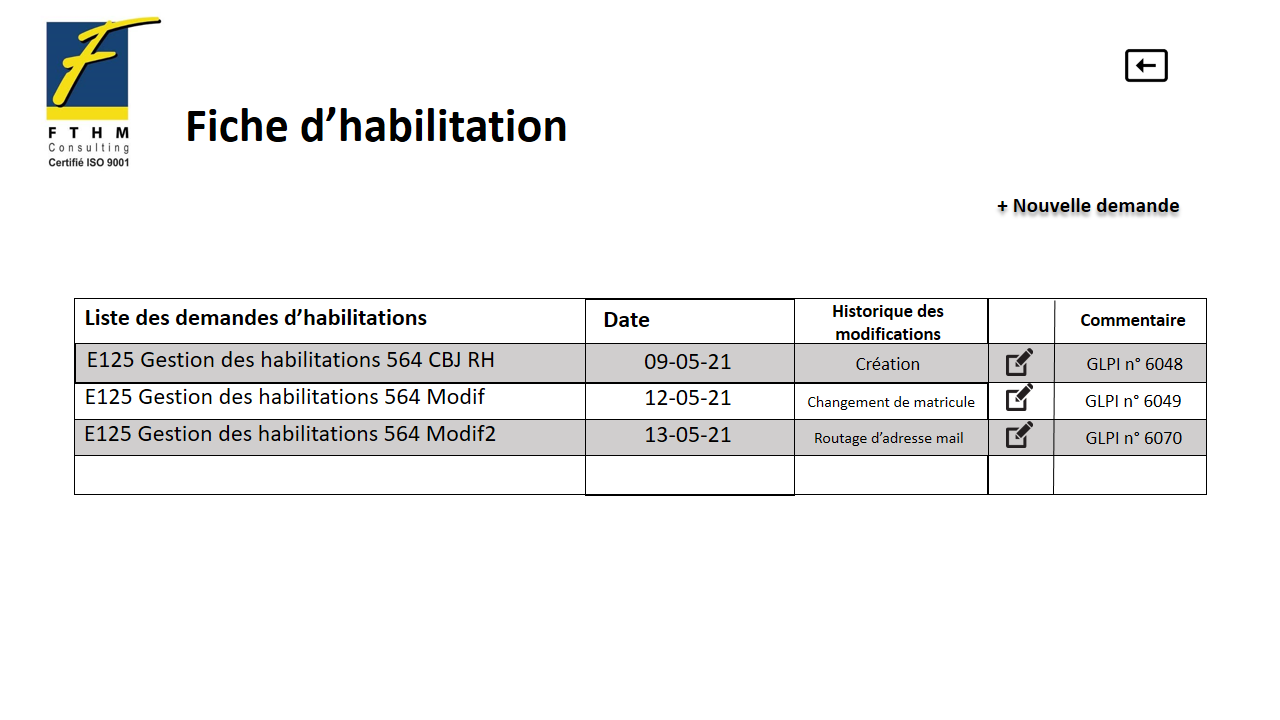 FTHM
Consulting
Certifié ISO 9001
Fiche d’habilitation
+ Nouvelle demande
Liste des demandes d’habilitations Date Historique des modifications Commentaire
E125 Gestion des habilitations 564 CBJ RH 09-05-21 Création GLPI n° 6048
E125 Gestion des habilitations 564 Modif 12-05-21 Changement de matricule GLPI n° 6049
E125 Gestion des habilitations 564 Modif2 13-05-21 Routage d’adresse mail GLPI n° 6070